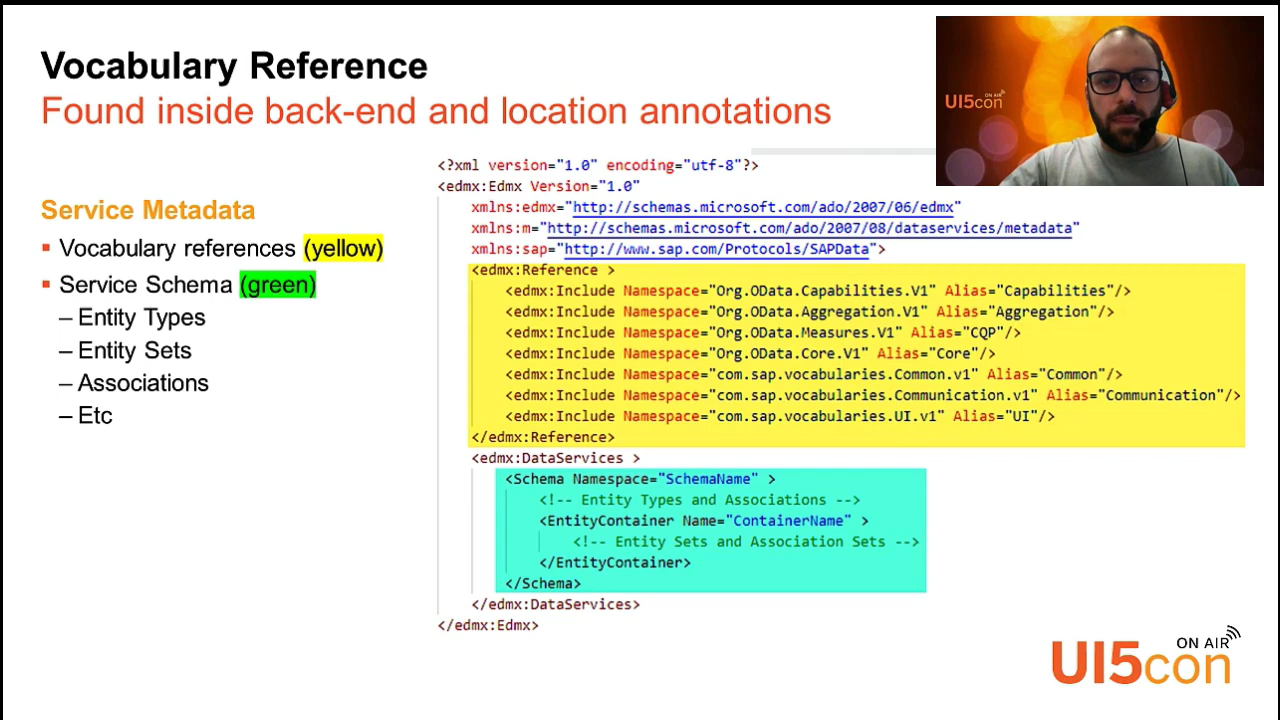 Vocabulary Reference
Found inside back-end and location annotations
UI5con ON AIR
Service Metadata
▪ Vocabulary references (yellow)
▪ Service Schema (green)
– Entity Types
– Entity Sets
– Associations
– Etc
<?xml version="1.0" encoding="utf-8"?>
<edmx:Edmx Version="1.0"
xmlns:edmx="http://schemas.microsoft.com/ado/2007/06/edmx"
xmlns:m="http://schemas.microsoft.com/ado/2007/08/dataservices/metadata"
xmlns:sap="http://www.sap.com/Protocols/SAPData">
<edmx:Reference >
<edmx:Include Namespace="Org.OData.Capabilities.V1" Alias="Capabilities"/>
<edmx:Include Namespace="Org.OData.Aggregation.V1" Alias="Aggregation"/>
<edmx:Include Namespace="Org.OData.Measures.V1" Alias="CQP"/>
<edmx:Include Namespace="Org.OData.Core.V1" Alias="Core"/>
<edmx:Include Namespace="com.sap.vocabularies.Common.v1" Alias="Common"/>
<edmx:Include Namespace="com.sap.vocabularies.Communication.v1" Alias="Communication"/>
<edmx:Include Namespace="com.sap.vocabularies.UI.v1" Alias="UI"/>
</edmx:Reference>
<edmx:DataServices >
<Schema Namespace="SchemaName" >
<!-- Entity Types and Associations -->
<EntityContainer Name="ContainerName" >
<!-- Entity Sets and Association Sets -->
</EntityContainer>
</Schema>
</edmx:DataServices>
</edmx:Edmx>
ON AIR
UI5con